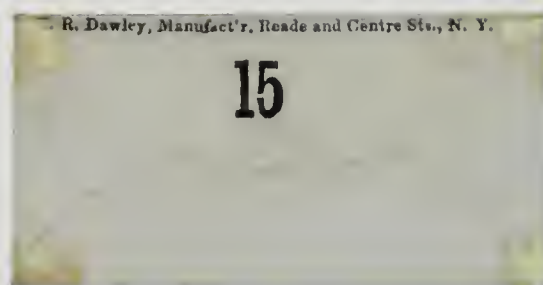 R. Dawley, Manufact'r, Reade and Centre Sts., N. Y.
15